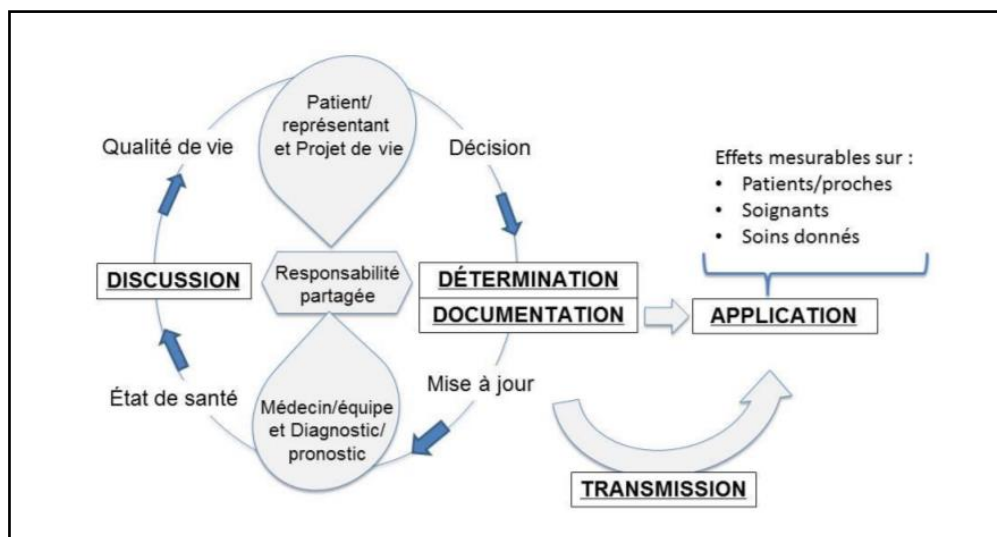 Patient/
représentant
et Projet de vie
Qualité de vie
Décision
Effets mesurables sur :
• Patients/proches
• Soignants
• Soins donnés
DISCUSSION
Responsabilité
partagée
DÉTERMINATION
DOCUMENTATION
APPLICATION
État de santé
Médecin/équipe
et Diagnostic/
pronostic
Mise à jour
TRANSMISSION